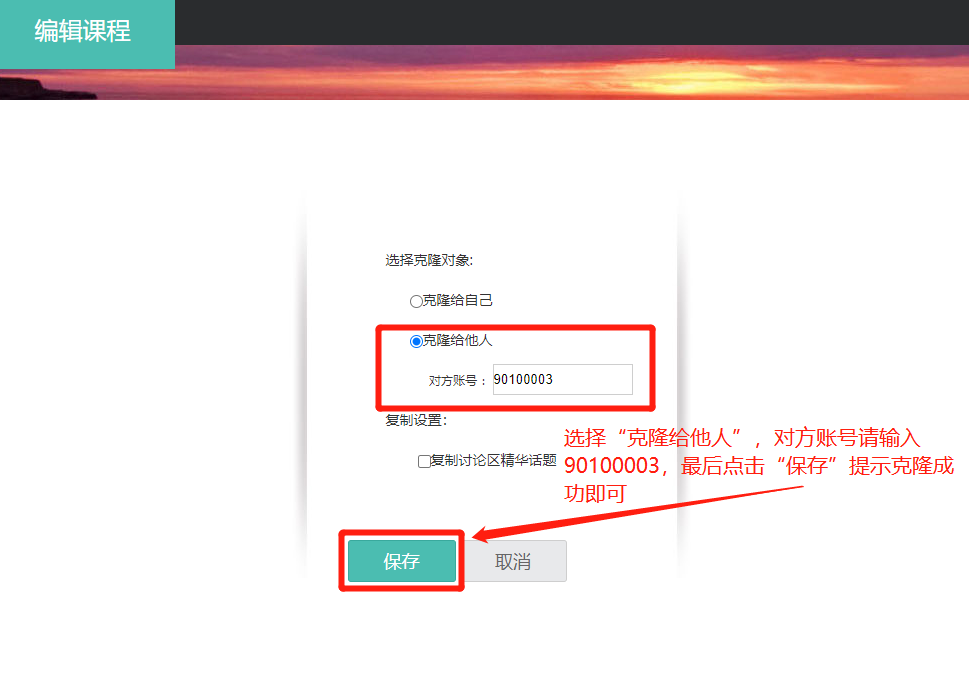 编辑课程
选择克隆对象:
克隆给自己
克隆给他人
对方账号： 90100003
复制设置：
复制讨论区精华话题
选择“克隆给他人”，对方账号请输入
90100003，最后点击“保存”提示克隆成
功即可
保存 取消